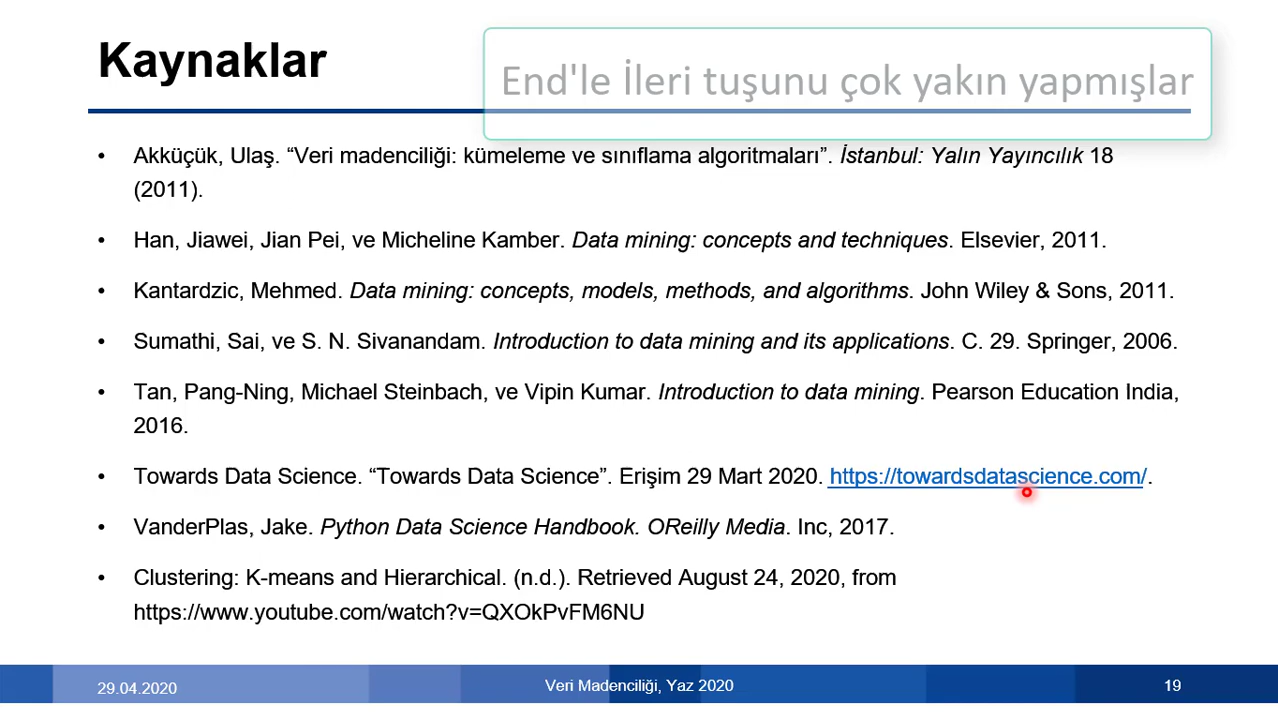 Kaynaklar
End'le İleri tuşunu çok yakın yapmışlar
• Akküçük, Ulaş. “Veri madenciliği: kümeleme ve sınıflama algoritmaları”. İstanbul: Yalın Yayıncılık 18
(2011).
• Han, Jiawei, Jian Pei, ve Micheline Kamber. Data mining: concepts and techniques. Elsevier, 2011.
• Kantardzic, Mehmed. Data mining: concepts, models, methods, and algorithms. John Wiley & Sons, 2011.
• Sumathi, Sai, ve S. N. Sivanandam. Introduction to data mining and its applications. C. 29. Springer, 2006.
• Tan, Pang-Ning, Michael Steinbach, ve Vipin Kumar. Introduction to data mining. Pearson Education India,
2016.
• Towards Data Science. “Towards Data Science”. Erişim 29 Mart 2020. https://towardsdatascience.com/.
• VanderPlas, Jake. Python Data Science Handbook. OReilly Media. Inc, 2017.
• Clustering: K-means and Hierarchical. (n.d.). Retrieved August 24, 2020, from
https://www.youtube.com/watch?v=QXOkPvFM6NU
29.04.2020
Veri Madenciliği, Yaz 2020
19